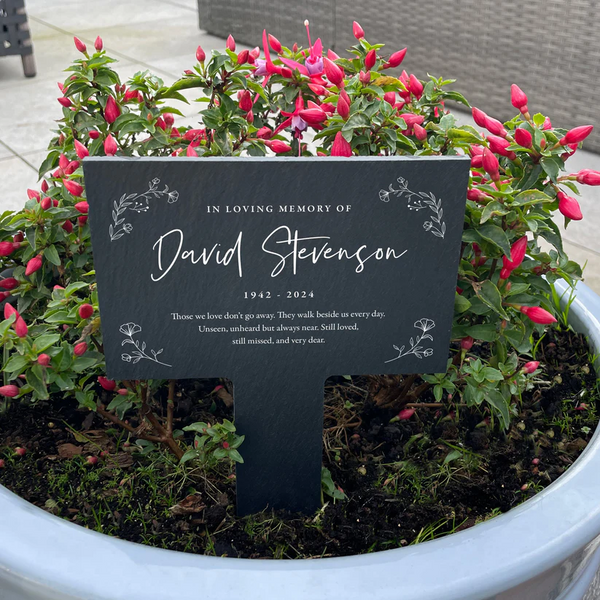 IN LOVING MEMORY OF
David Stevenson
1942 - 2024
Those we love don't go away. They walk beside us every day.
Unseen, unheard but always near. Still loved,
still missed, and very dear.